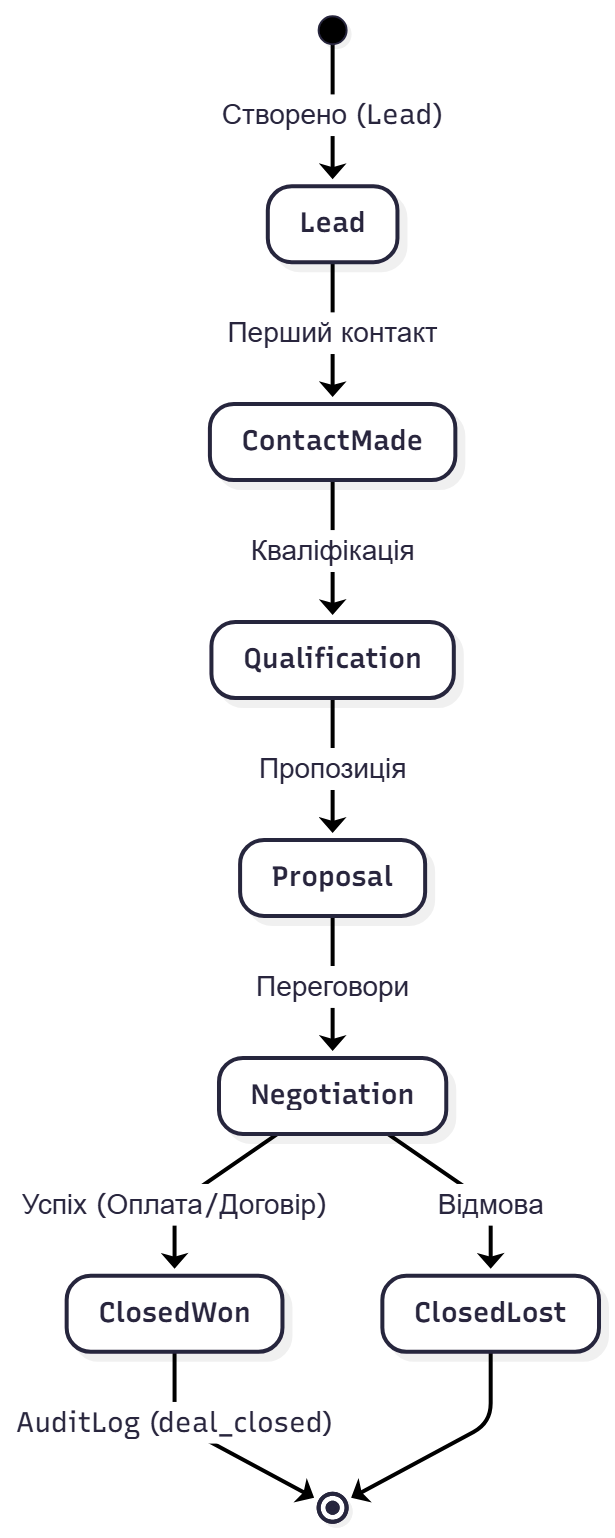 Створено (Lead)
Lead
Перший контакт
ContactMade
Кваліфікація
Qualification
Пропозиція
Proposal
Переговори
Negotiation
Успіх (Оплата/Договір)
Відмова
ClosedWon
ClosedLost
AuditLog (deal_closed)